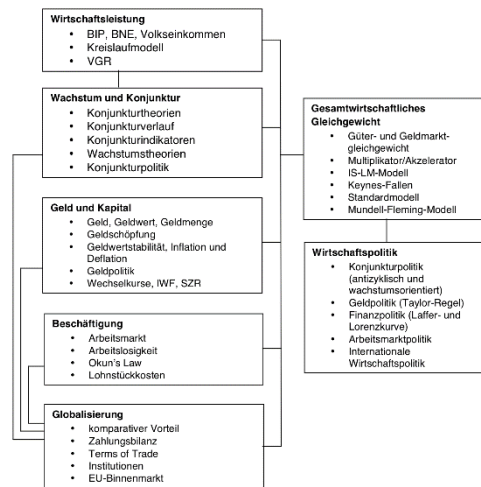 Wirtschaftsleistung
• BIP, BNE, Volkseinkommen
• Kreislaufmodell
• VGR
Wachstum und Konjunktur
• Konjunkturtheorien
• Konjunkturverlauf
• Konjunkturindikatoren
• Wachstumstheorien
• Konjunkturpolitik
Geld und Kapital
• Geld, Geldwert, Geldmenge
• Geldschöpfung
• Geldwertstabilität, Inflation und
Deflation
• Geldpolitik
• Wechselkurse, IWF, SZR
Beschäftigung
• Arbeitsmarkt
• Arbeitslosigkeit
• Okun's Law
• Lohnstückkosten
Globalisierung
• komparativer Vorteil
• Zahlungsbilanz
• Terms of Trade
• Institutionen
• EU-Binnenmarkt
Gesamtwirtschaftliches
Gleichgewicht
• Güter- und Geldmarkt-
gleichgewicht
• Multiplikator/Akzelerator
• IS-LM-Modell
• Keynes-Fallen
• Standardmodell
• Mundell-Fleming-Modell
Wirtschaftspolitik
• Konjunkturpolitik
(antizyklisch und
wachstumsorientiert)
• Geldpolitik (Taylor-Regel)
• Finanzpolitik (Laffer- und
Lorenzkurve)
• Arbeitsmarktpolitik
• Internationale
Wirtschaftspolitik